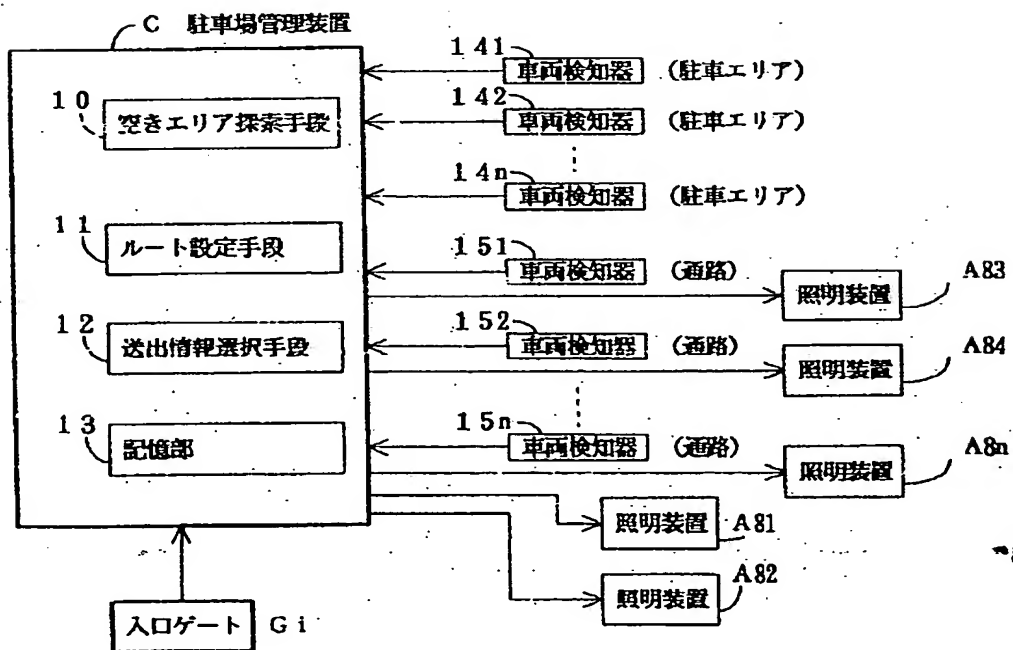 C 駐車場管理装置
141 車両検知器 (駐車エリア)
10 空きエリア探索手段
142 車両検知器 (駐車エリア)
14n 車両検知器 (駐車エリア)
11 ルート設定手段
151 車両検知器 (通路)
照明装置 A83
12 送出情報選択手段
152 車両検知器 (通路)
照明装置 A84
13 記憶部
15n 車両検知器 (通路)
照明装置 A8n
照明装置 A81
照明装置 A82
入口ゲート Gi